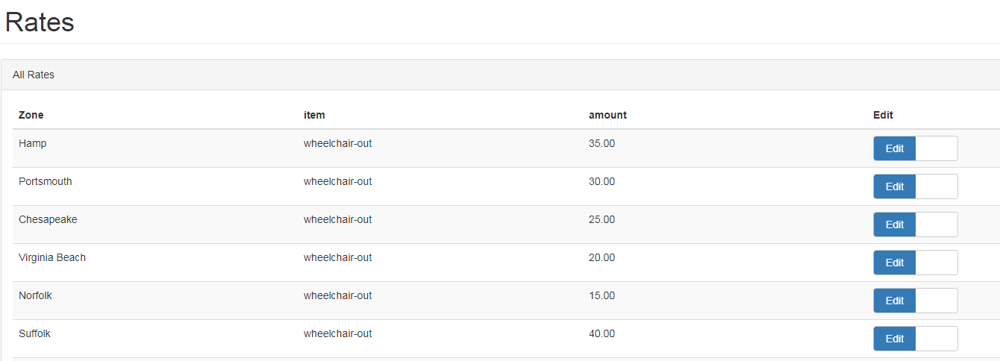 Rates
All Rates
Zone item amount Edit
Hamp wheelchair-out 35.00 Edit
Portsmouth wheelchair-out 30.00 Edit
Chesapeake wheelchair-out 25.00 Edit
Virginia Beach wheelchair-out 20.00 Edit
Norfolk wheelchair-out 15.00 Edit
Suffolk wheelchair-out 40.00 Edit